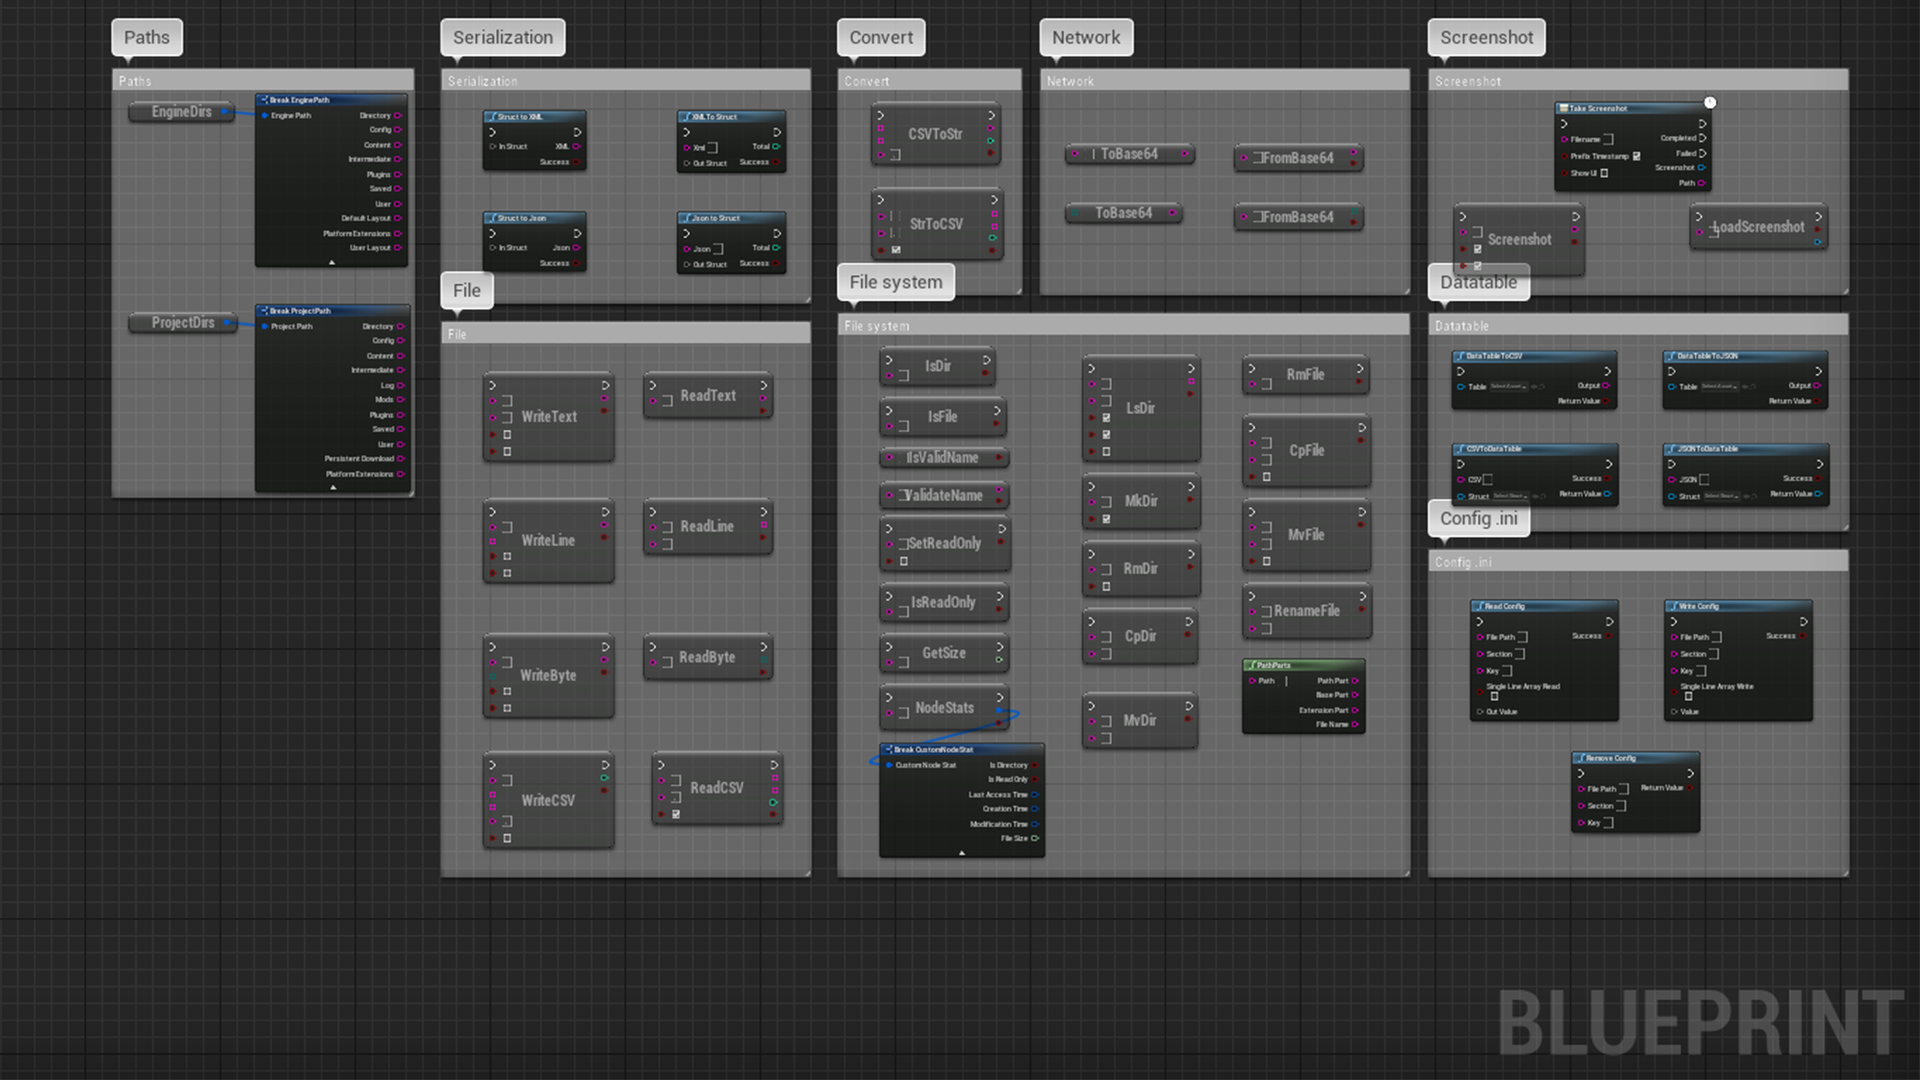 Paths
Paths
EngineDirs
Break EnginePath
Engine Path
Directory
Config
Content
Intermediate
Plugins
Saved
User
Default Layout
Platform Extensions
User Layout
ProjectDirs
Break ProjectPath
Project Path
Directory
Config
Content
Intermediate
Log
Mods
Plugins
Saved
User
Persistent Download
Platform Extensions
Serialization
Serialization
Struct to XML
In Struct
XML
Success
XML To Struct
Xml
Total
Out Struct
Success
Struct to Json
In Struct
Json
Success
Json to Struct
Json
Total
Out Struct
Success
File
File
WriteText
ReadText
WriteLine
ReadLine
WriteByte
ReadByte
WriteCSV
ReadCSV
Convert
Convert
CSVToStr
StrToCSV
Network
Network
ToBase64
FromBase64
ToBase64
FromBase64
File system
File system
IsDir
IsFile
IsValidName
ValidateName
SetReadOnly
IsReadOnly
GetSize
NodeStats
Break CustomNodeStat
Custom Node Stat
Is Directory
Is Read Only
Last Access Time
Creation Time
Modification Time
File Size
LsDir
MkDir
RmDir
CpDir
MvDir
RmFile
CpFile
MvFile
RenameFile
PathParts
Path
Path Part
Base Part
Extension Part
File Name
Screenshot
Screenshot
Take Screenshot
Filename
Completed
Prefix Timestamp
Failed
Show UI
Screenshot
Path
Screenshot
LoadScreenshot
Datatable
Datatable
DataTableToCSV
Table
Select Asset
Output
Return Value
DataTableToJSON
Table
Select Asset
Output
Return Value
CSVToDataTable
CSV
Success
Struct
Select Struct
Return Value
JSONToDataTable
JSON
Success
Struct
Select Struct
Return Value
Config .ini
Config .ini
Read Config
File Path
Success
Section
Key
Single Line Array Read
Out Value
Write Config
File Path
Success
Section
Key
Single Line Array Write
Value
Remove Config
File Path
Return Value
Section
Key
BLUEPRINT